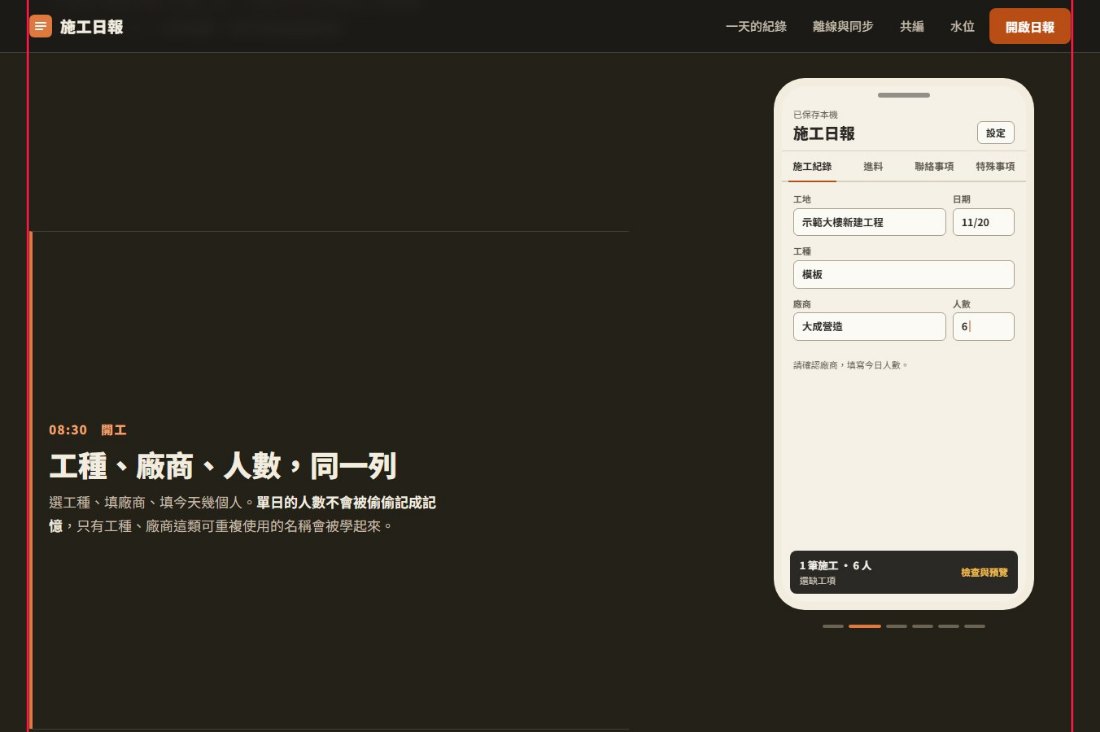 施工日報
一天的紀錄
離線與同步
共編
水位
開啟日報
08:30 開工
工種、廠商、人數,同一列
選工種、填廠商、填今天幾個人。單日的人數不會被偷偷記成記
憶,只有工種、廠商這類可重複使用的名稱會被學起來。
已保存本機
施工日報
設定
施工紀錄
進料
聯絡事項
特殊事項
工地
日期
示範大樓新建工程
11/20
工種
模板
廠商
人數
大成營造
6
請確認廠商,填寫今日人數。
1 筆施工・6 人
還缺工項
檢查與預覽